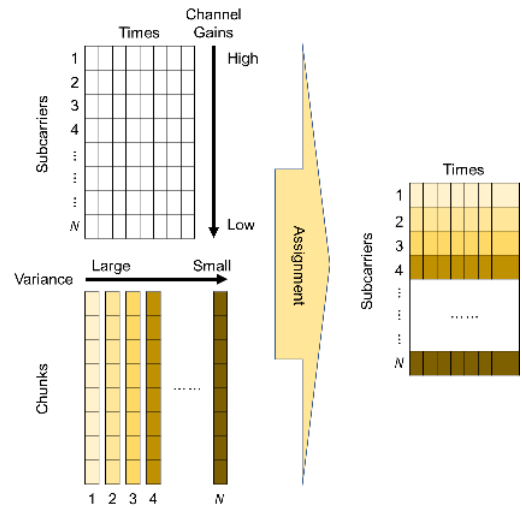 Channel
Gains
Times
High
Low
Subcarriers
1
2
3
4
⋮
⋮
⋮
N
Variance
Large
Small
Chunks
......
1 2 3 4 N
Assignment
Times
Subcarriers
1
2
3
4
⋮
⋮
⋮
N
......